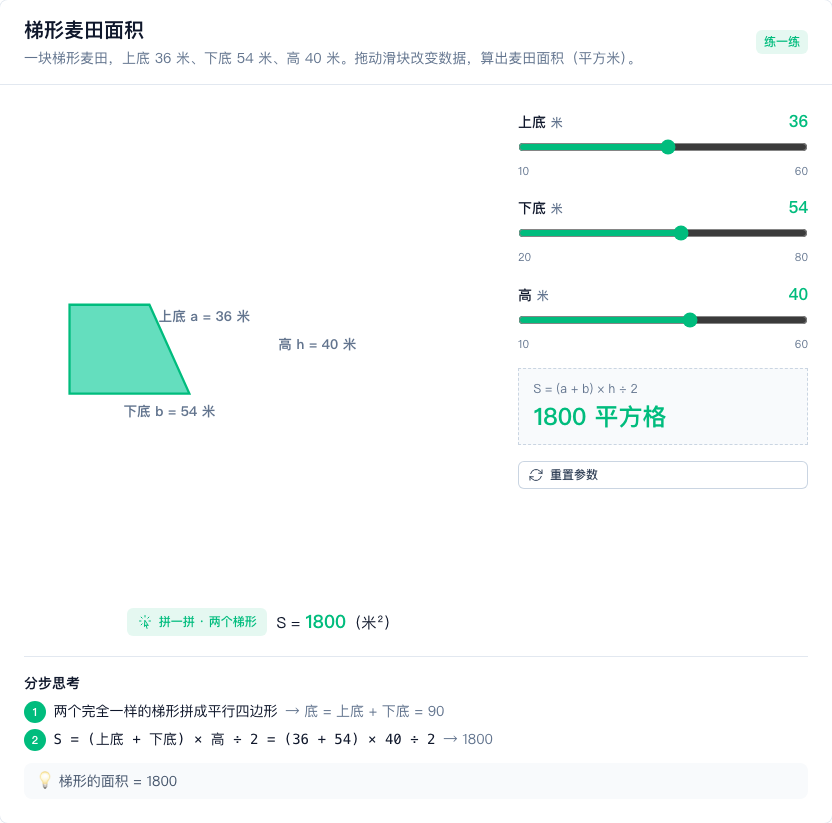 梯形麦田面积
一块梯形麦田，上底 36 米、下底 54 米、高 40 米。拖动滑块改变数据，算出麦田面积（平方米）。
练一练
上底 a = 36 米
高 h = 40 米
下底 b = 54 米
上底 米 36
10 60
下底 米 54
20 80
高 米 40
10 60
S = (a + b) × h ÷ 2
1800 平方格
重置参数
拼一拼 · 两个梯形 S = 1800（米²）
分步思考
1 两个完全一样的梯形拼成平行四边形 → 底 = 上底 + 下底 = 90
2 S = (上底 + 下底) × 高 ÷ 2 = (36 + 54) × 40 ÷ 2 → 1800
梯形的面积 = 1800